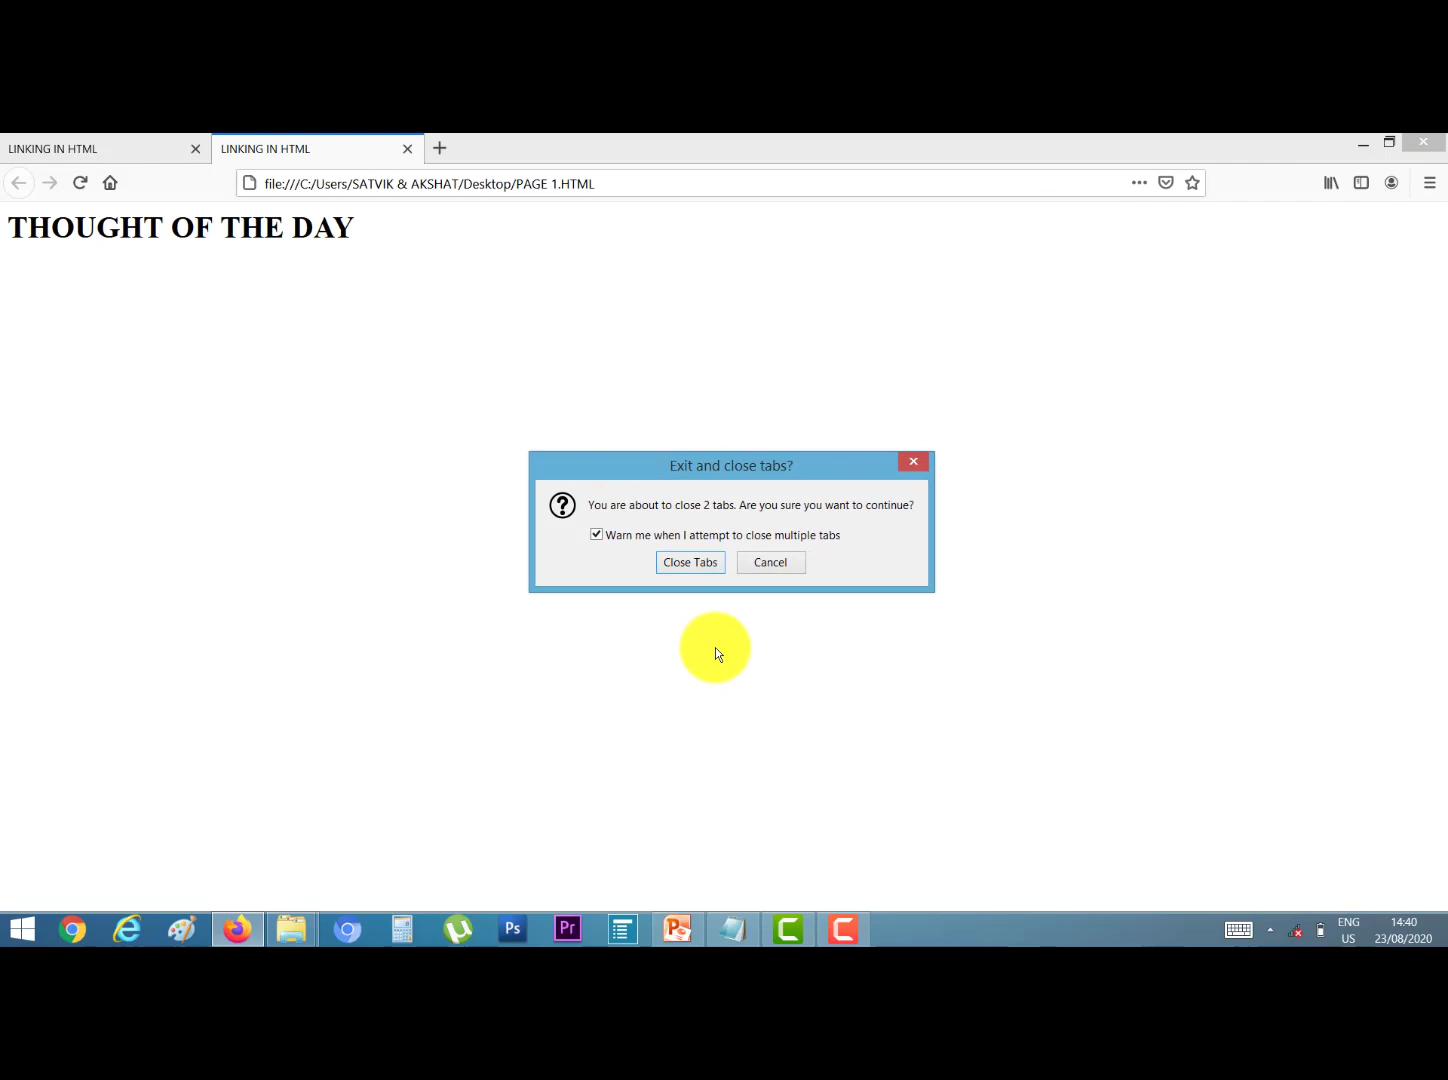 LINKING IN HTML
LINKING IN HTML
file:///C:/Users/SATVIK & AKSHAT/Desktop/PAGE 1.HTML
THOUGHT OF THE DAY
Exit and close tabs?
You are about to close 2 tabs. Are you sure you want to continue?
Warn me when I attempt to close multiple tabs
Close Tabs
Cancel
Ps
Pr
ENG
14:40
US
23/08/2020